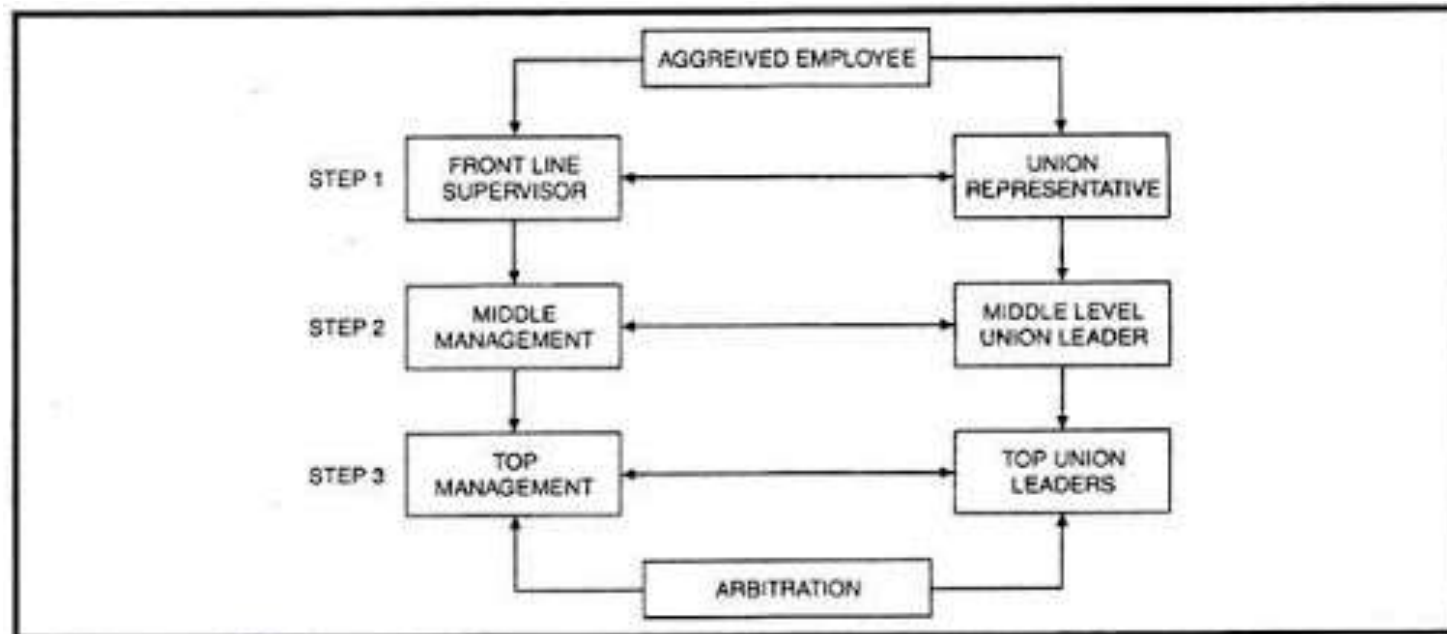 AGGREIVED EMPLOYEE
STEP 1
FRONT LINE
SUPERVISOR
UNION
REPRESENTATIVE
STEP 2
MIDDLE
MANAGEMENT
MIDDLE LEVEL
UNION LEADER
STEP 3
TOP
MANAGEMENT
TOP UNION
LEADERS
ARBITRATION